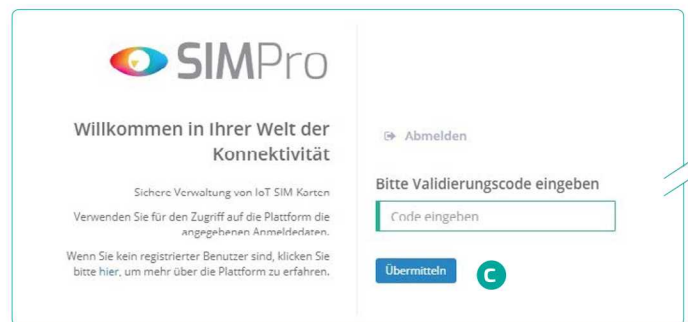 SIMPro
Willkommen in Ihrer Welt der
Konnektivität
Sichere Verwaltung von IoT SIM Karten
Verwenden Sie für den Zugriff auf die Plattform die
angegebenen Anmeldedaten.
Wenn Sie kein registrierter Benutzer sind, klicken Sie
bitte hier, um mehr über die Plattform zu erfahren.
Abmelden
Bitte Validierungscode eingeben
Code eingeben
Übermitteln
C